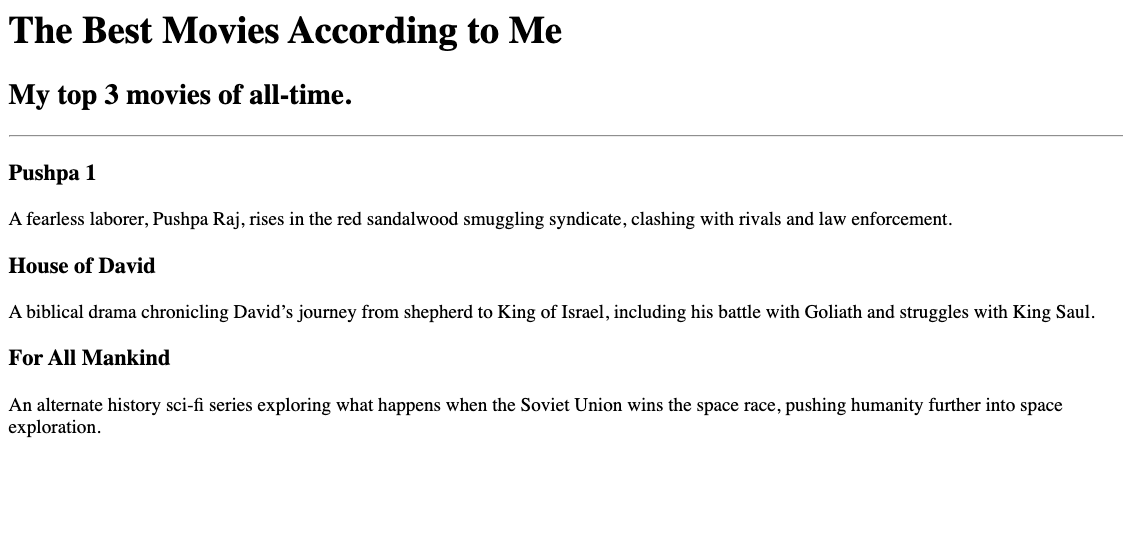 The Best Movies According to Me
My top 3 movies of all-time.
Pushpa 1
A fearless laborer, Pushpa Raj, rises in the red sandalwood smuggling syndicate, clashing with rivals and law enforcement.
House of David
A biblical drama chronicling David’s journey from shepherd to King of Israel, including his battle with Goliath and struggles with King Saul.
For All Mankind
An alternate history sci-fi series exploring what happens when the Soviet Union wins the space race, pushing humanity further into space
exploration.